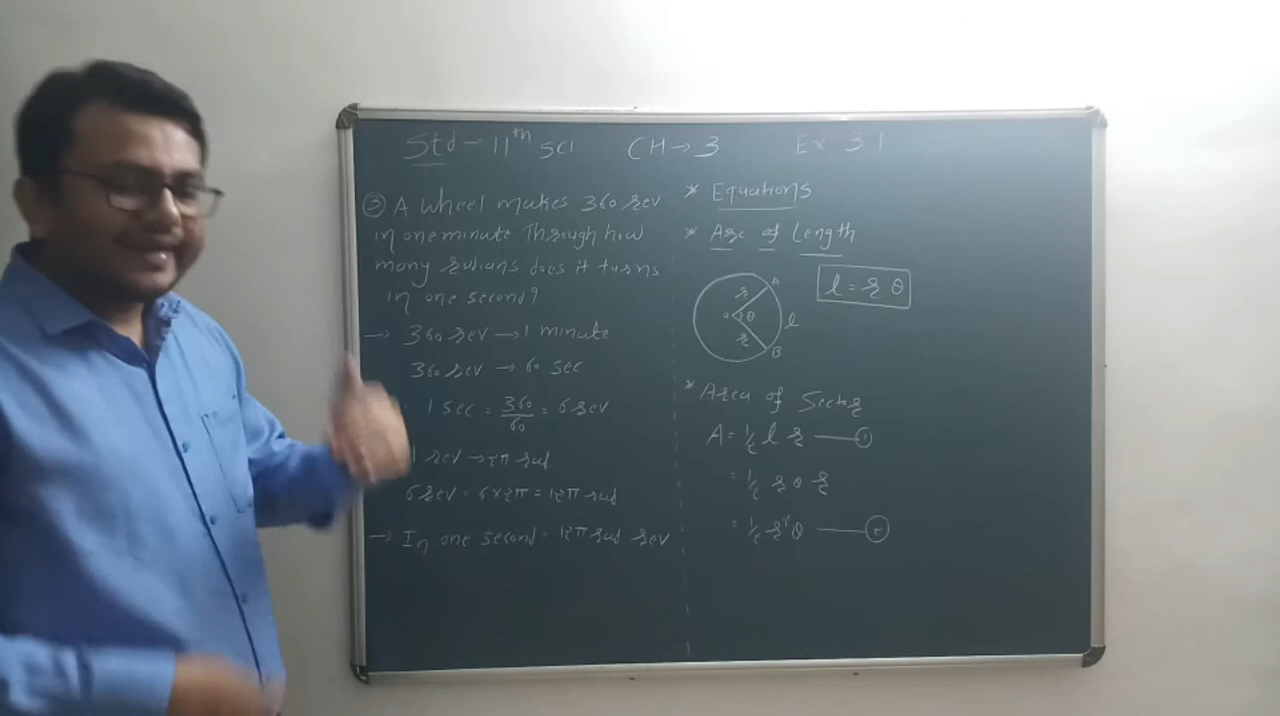 Std - 11th sci CH → 3 Ex 3.1
③ A wheel makes 360 rev
in one minute Through how
many radians does it turns
in one second?
→ 360 rev → 1 minute
360 rev → 60 sec
1 sec = 360/60 = 6 rev
1 rev → 2π rad
6 rev = 6 × 2π = 12π rad
→ In one second = 12π rad rev
* Equations
* Arc of Length
A
r
O θ
r
B
l
l = r θ
* Area of Sector
A = 1/2 l r — ①
= 1/2 r θ r
= 1/2 r² θ — ②